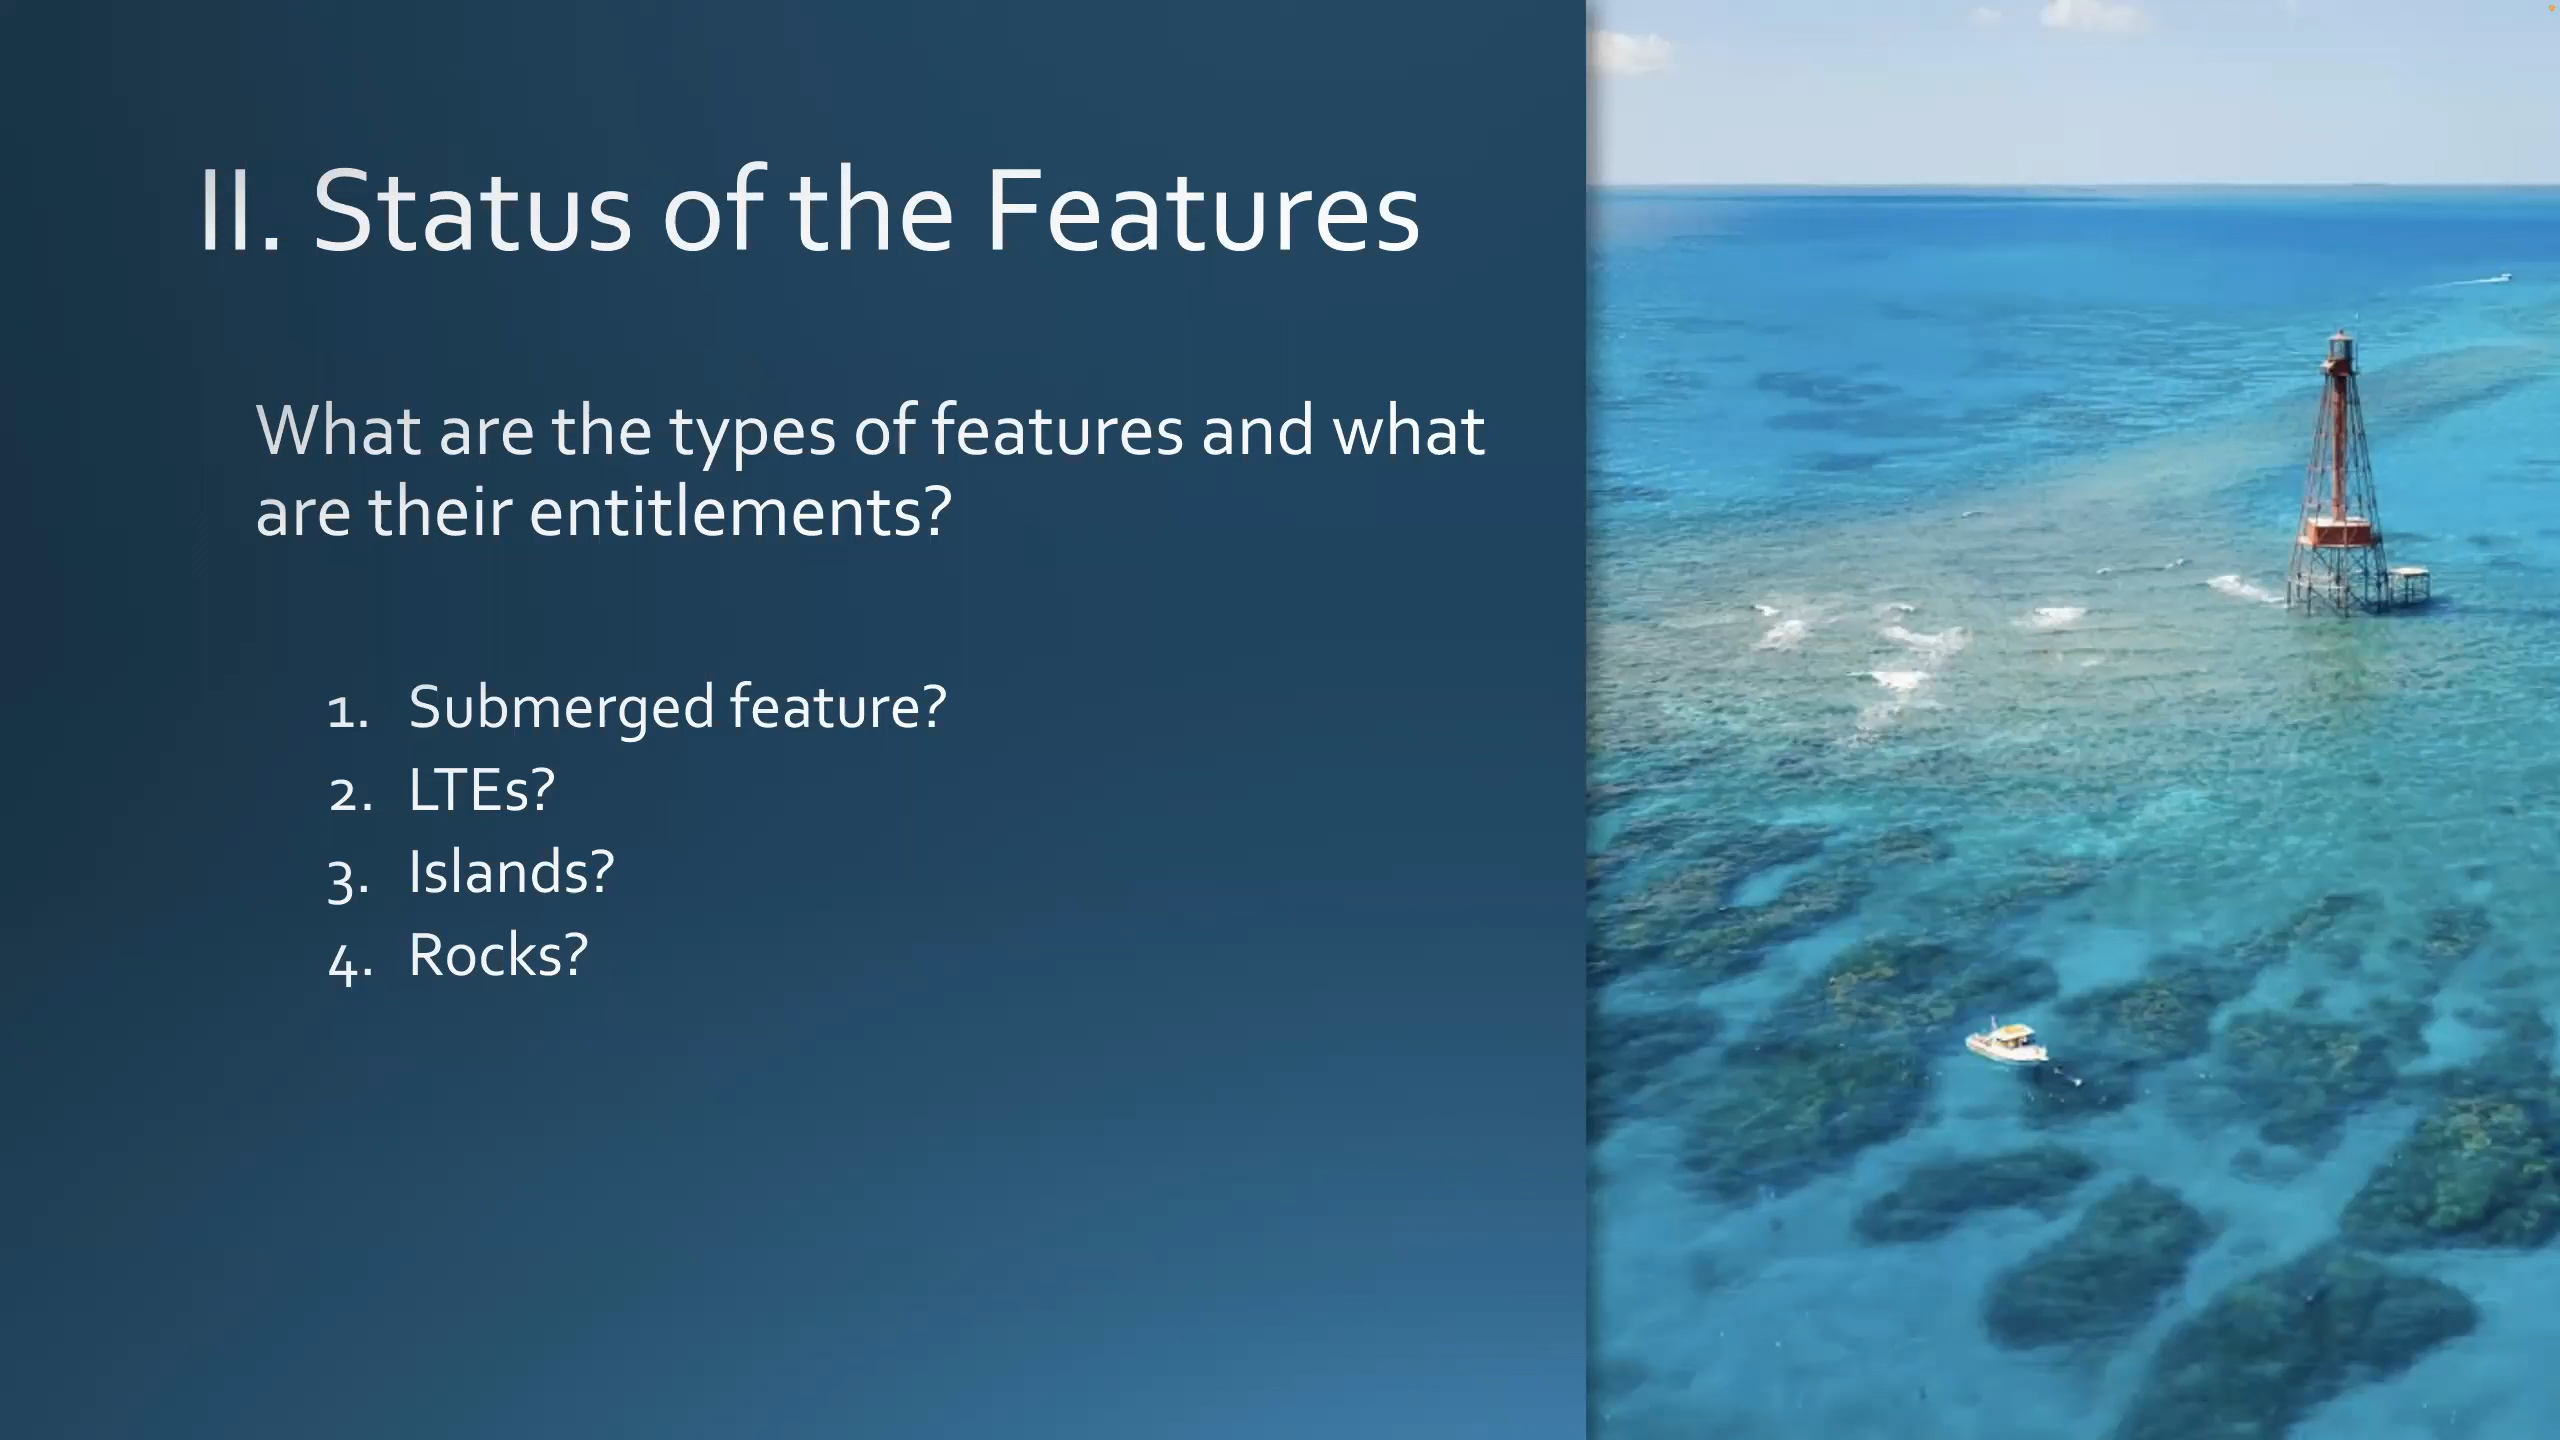 II. Status of the Features
What are the types of features and what
are their entitlements?
1. Submerged feature?
2. LTEs?
3. Islands?
4. Rocks?